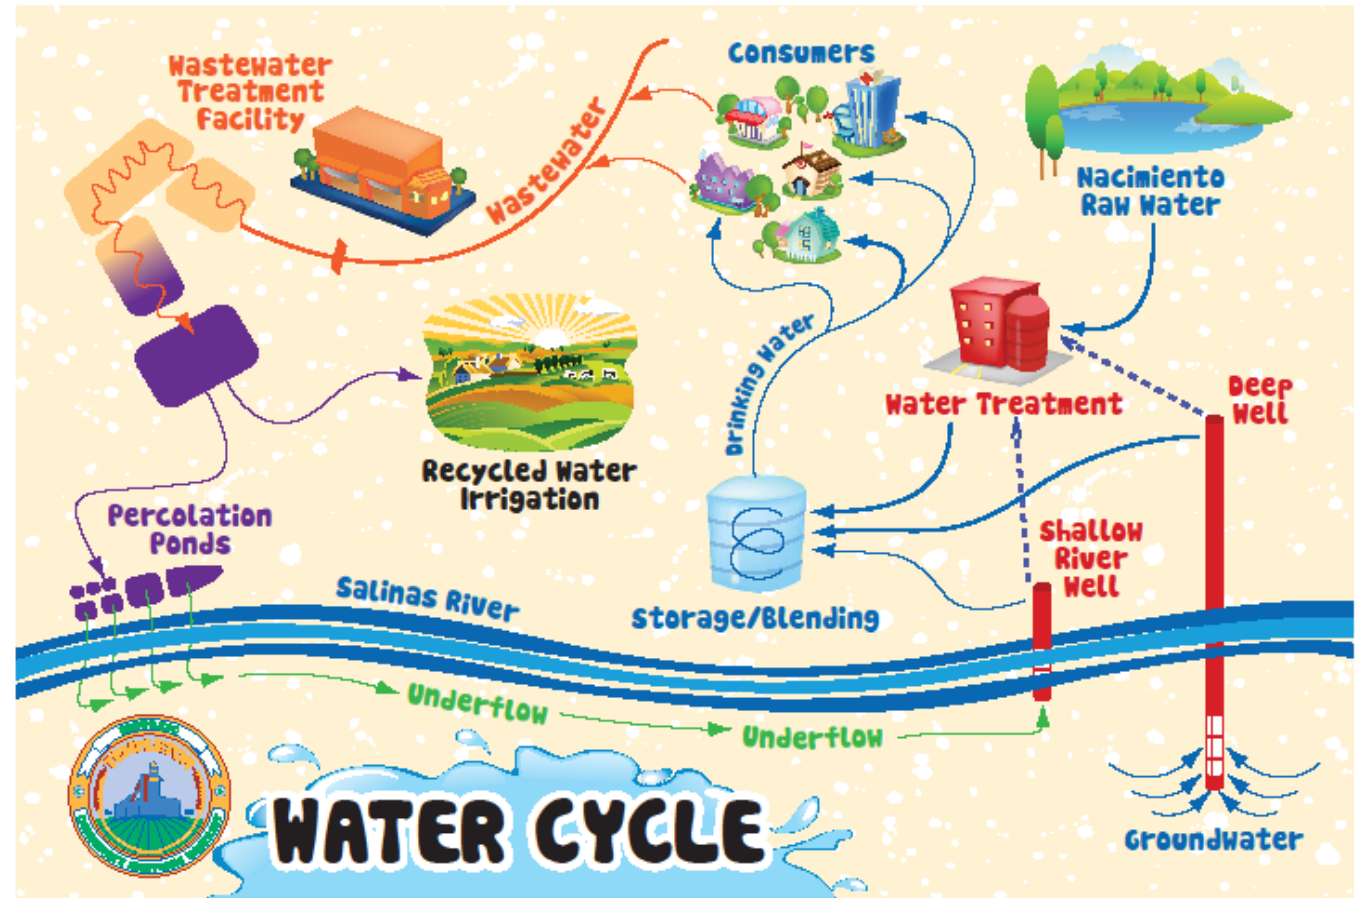 Wastewater
Treatment
Facility
Wastewater
Consumers
Nacimiento
Raw Water
Drinking Water
Water Treatment
Deep
Well
Recycled Water
Irrigation
Percolation
Ponds
Shallow
River
Well
Salinas River
Storage/Blending
Underflow
Underflow
Groundwater
TEMPLETON
WATER CYCLE